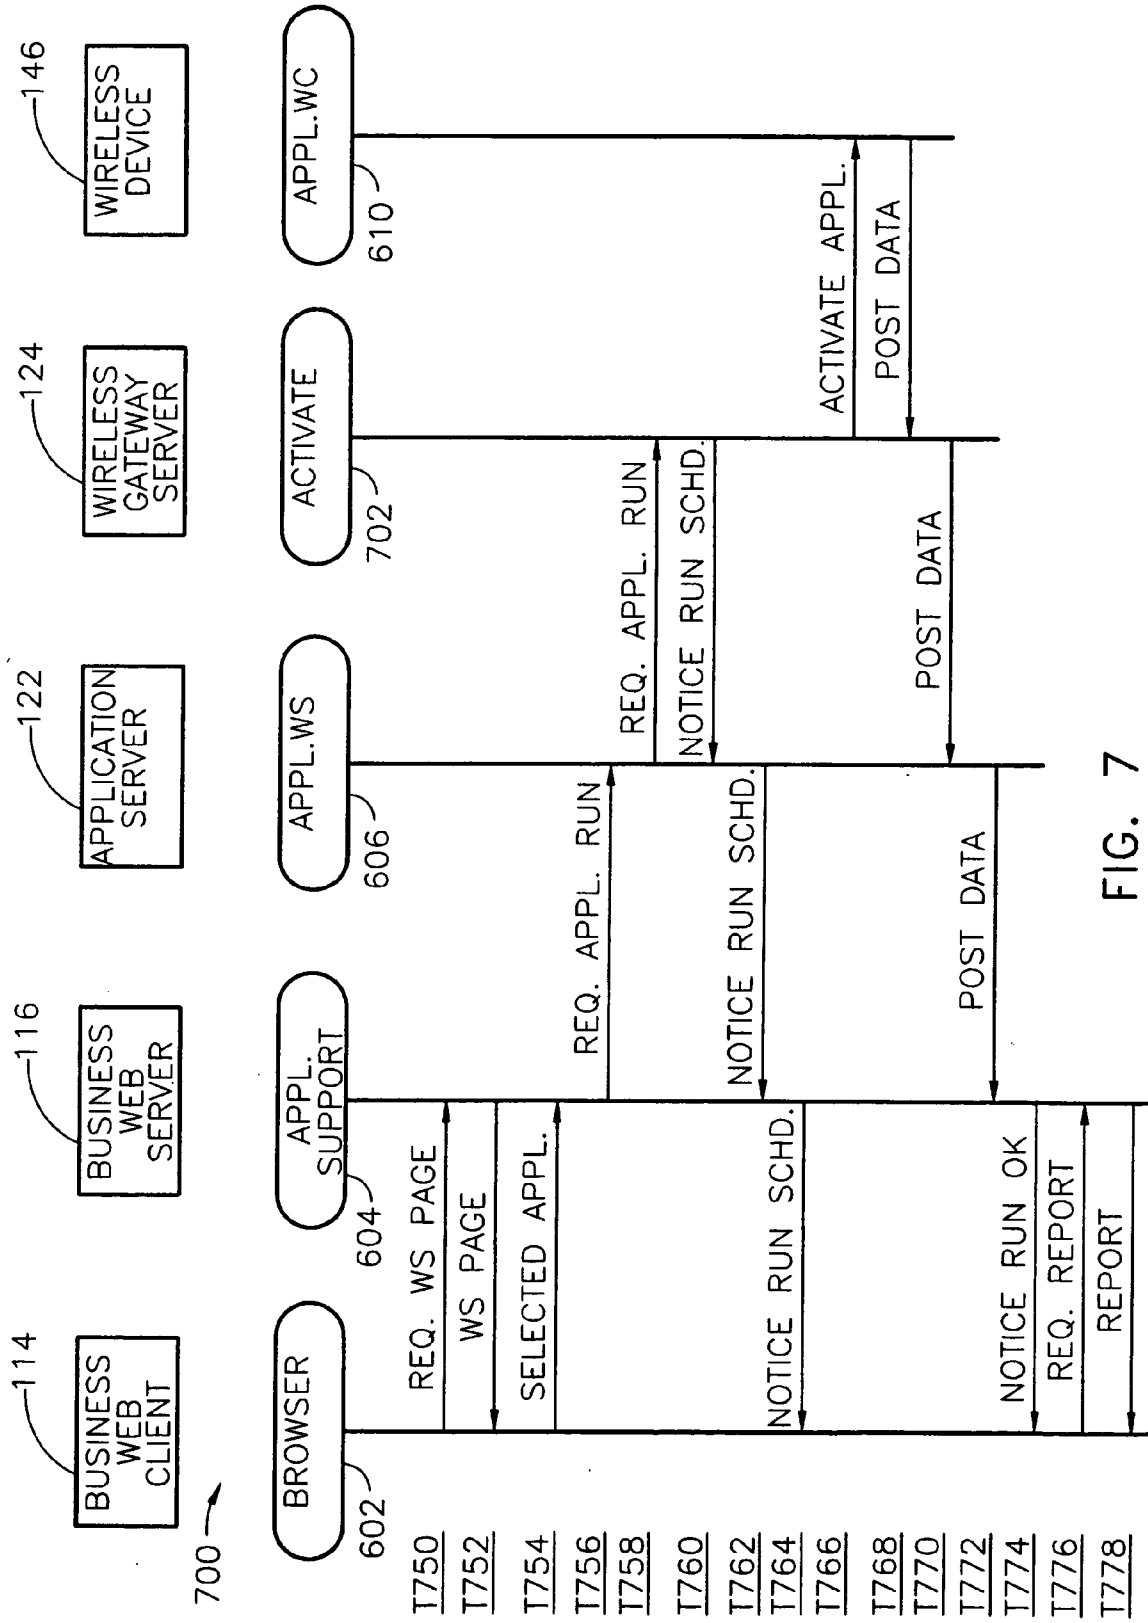 114
116
122
124
146
BUSINESS
WEB
CLIENT
BUSINESS
WEB
SERVER
APPLICATION
SERVER
WIRELESS
GATEWAY
SERVER
WIRELESS
DEVICE
700
BROWSER
APPL.
SUPPORT
APPL.WS
ACTIVATE
APPL.WC
602
604
606
702
610
T750
REQ. WS PAGE
T752
WS PAGE
T754
SELECTED APPL.
T756
REQ. APPL. RUN
T758
REQ. APPL. RUN
T760
NOTICE RUN SCHD.
T762
NOTICE RUN SCHD.
T764
NOTICE RUN SCHD.
T766
ACTIVATE APPL.
T768
POST DATA
T770
POST DATA
T772
POST DATA
T774
NOTICE RUN OK
T776
REQ. REPORT
T778
REPORT
FIG. 7